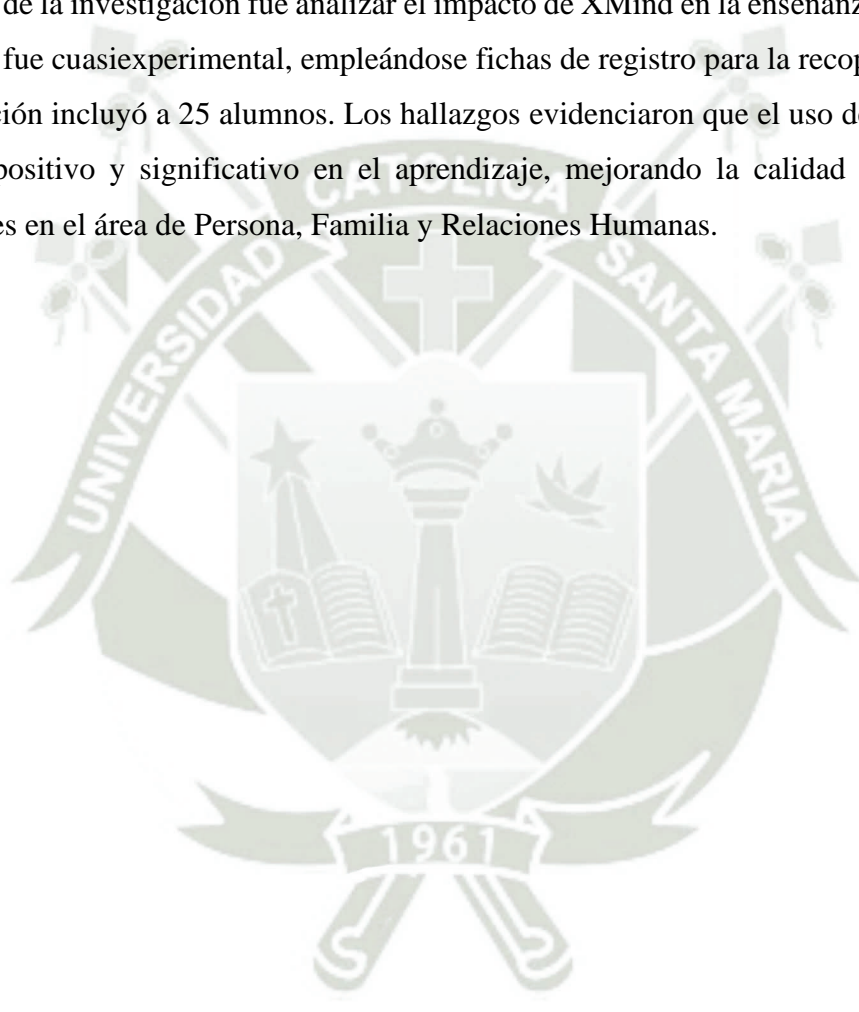 de la investigación fue analizar el impacto de XMind en la enseñanz
fue cuasiexperimental, empleándose fichas de registro para la recop
ción incluyó a 25 alumnos. Los hallazgos evidenciaron que el uso de
positivo y significativo en el aprendizaje, mejorando la calidad
es en el área de Persona, Familia y Relaciones Humanas.
UNIVERSIDAD CATOLICA SANTA MARIA
1961